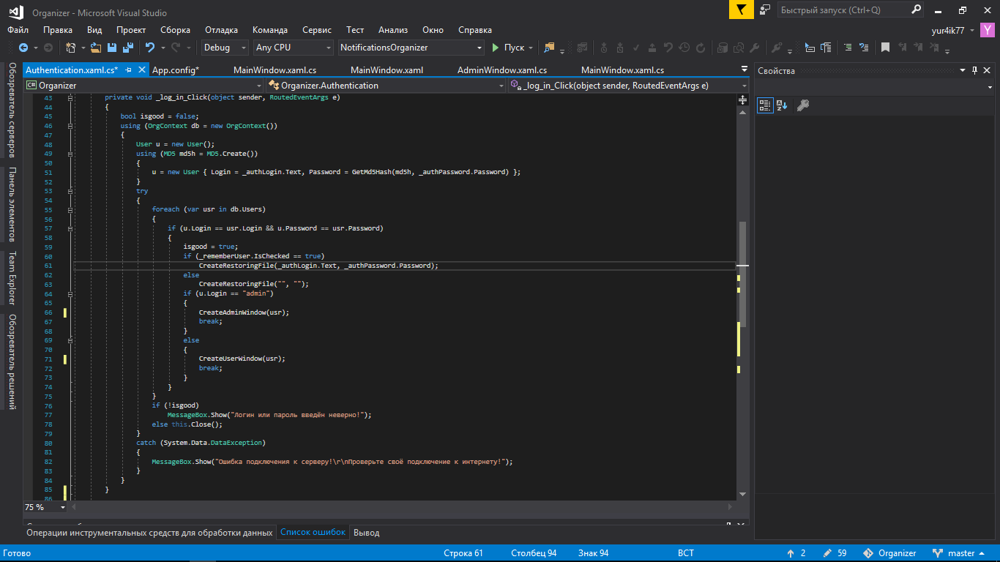 Organizer - Microsoft Visual Studio
Быстрый запуск (Ctrl+Q)
Файл Правка Вид Проект Сборка Отладка Команда Сервис Тест Анализ Окно Справка
yur4ik77 Y
Debug Any CPU NotificationsOrganizer Пуск
Обозреватель серверов
Панель элементов
Team Explorer
Обозреватель решений
Authentication.xaml.cs* App.config* MainWindow.xaml.cs MainWindow.xaml AdminWindow.xaml.cs MainWindow.xaml.cs
Свойства
Organizer Organizer.Authentication _log_in_Click(object sender, RoutedEventArgs e)
43 private void _log_in_Click(object sender, RoutedEventArgs e)
44 {
45 bool isgood = false;
46 using (OrgContext db = new OrgContext())
47 {
48 User u = new User();
49 using (MD5 md5h = MD5.Create())
50 {
51 u = new User { Login = _authLogin.Text, Password = GetMd5Hash(md5h, _authPassword.Password) };
52 }
53 try
54 {
55 foreach (var usr in db.Users)
56 {
57 if (u.Login == usr.Login && u.Password == usr.Password)
58 {
59 isgood = true;
60 if (_rememberUser.IsChecked == true)
61 CreateRestoringFile(_authLogin.Text, _authPassword.Password);
62 else
63 CreateRestoringFile("", "");
64 if (u.Login == "admin")
65 {
66 CreateAdminWindow(usr);
67 break;
68 }
69 else
70 {
71 CreateUserWindow(usr);
72 break;
73 }
74 }
75 }
76 if (!isgood)
77 MessageBox.Show("Логин или пароль введён неверно!");
78 else this.Close();
79 }
80 catch (System.Data.DataException)
81 {
82 MessageBox.Show("Ошибка подключения к серверу!\r\nПроверьте своё подключение к интернету!");
83 }
84 }
85 }
86
75 %
Операции инструментальных средств для обработки данных Список ошибок Вывод
Готово Строка 61 Столбец 94 Знак 94 ВСТ 2 59 Organizer master